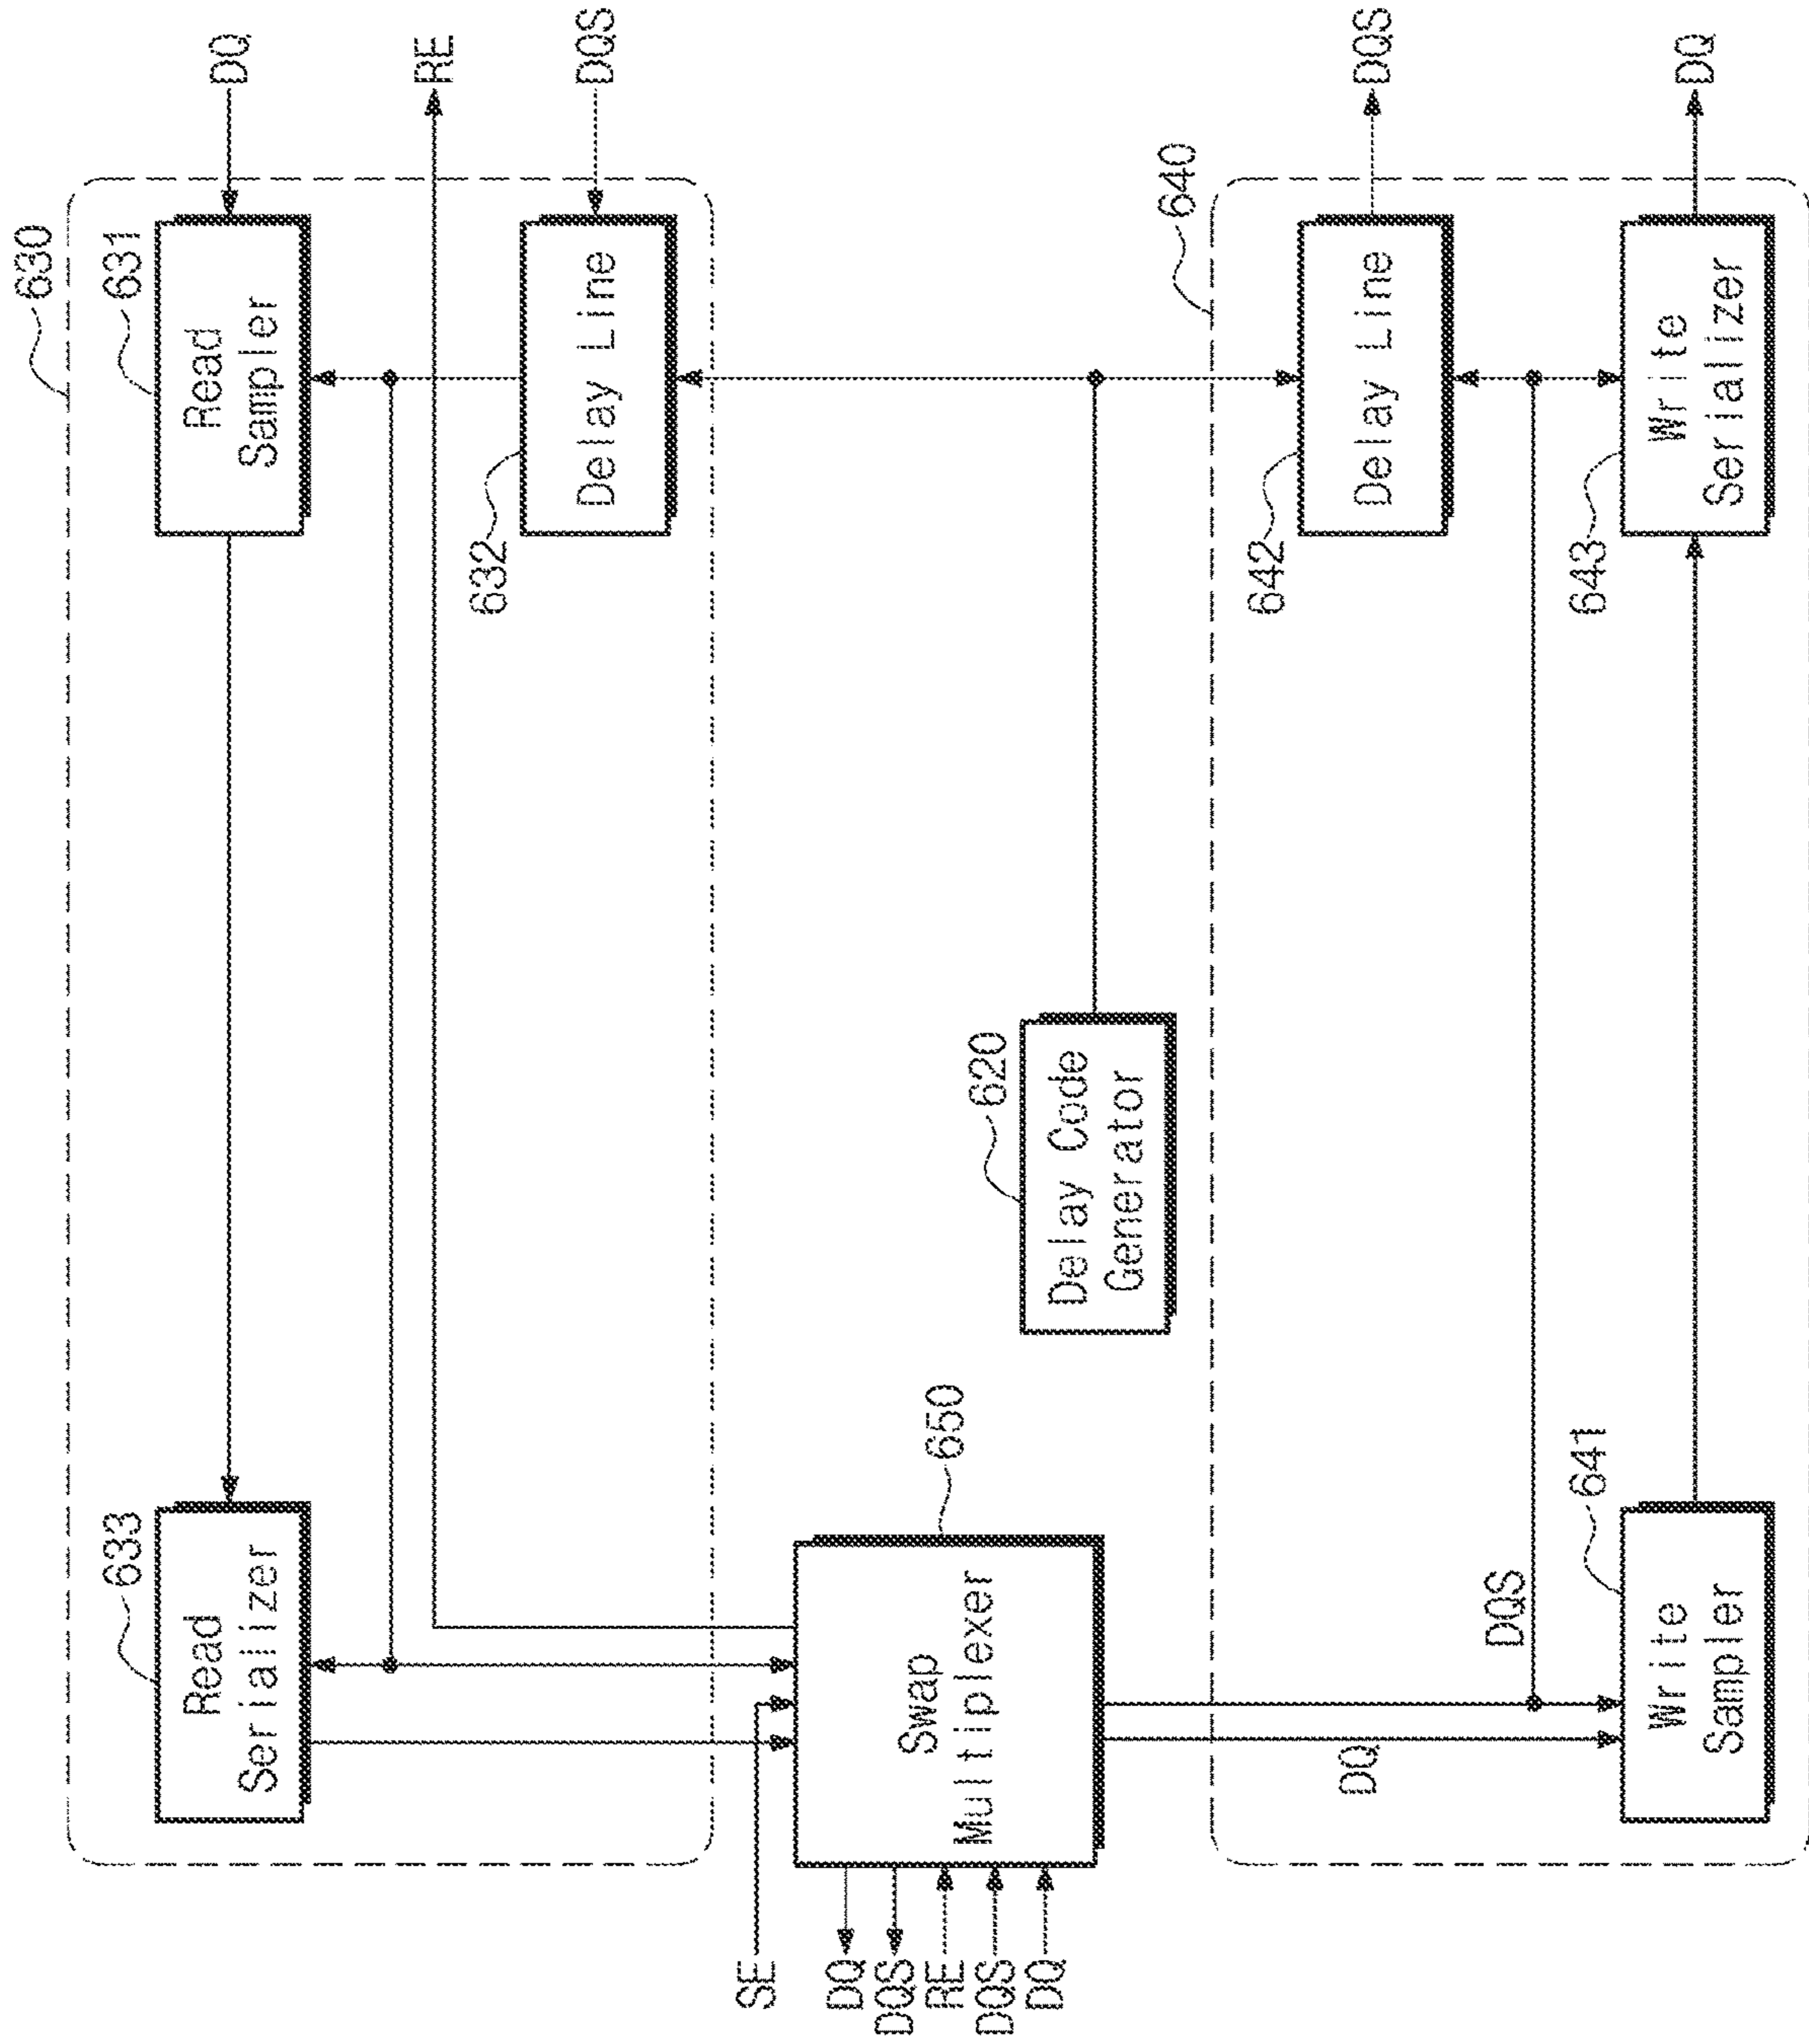 630
DQ
631
Read
Sampler
RE
DQS
632
Delay Line
633
Read
Serializer
620
Delay Code
Generator
650
Swap
Multiplexer
SE
DQ
DQS
RE
DQS
DQ
640
DQS
642
Delay Line
DQ
643
Write
Serializer
DQS
DQ
641
Write
Sampler